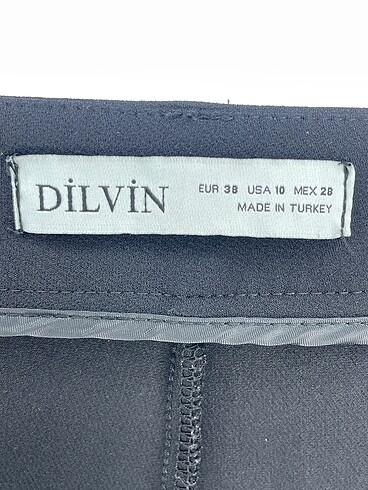 DİLVİN
EUR 38 USA 10 MEX 28
MADE IN TURKEY